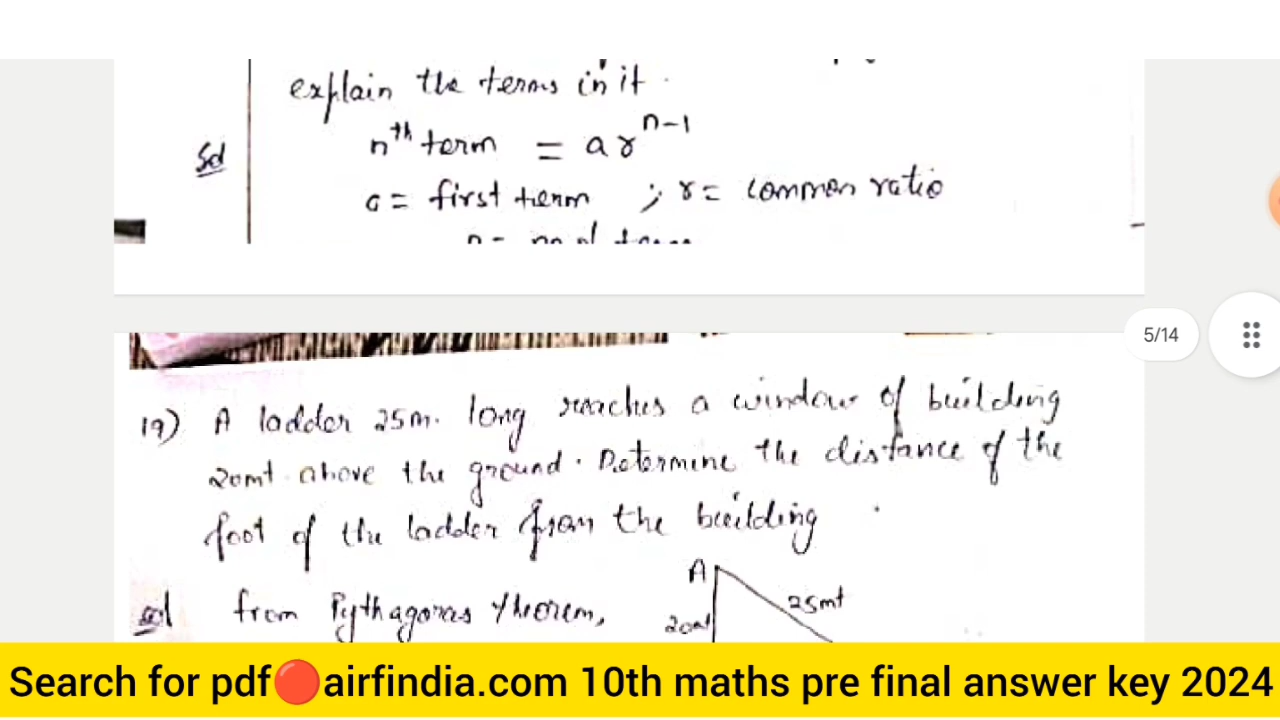 explain the terms in it.
nth term = ar^n-1
Sol
a = first term ; r = common ratio
5/14
19) A ladder 25m. long reaches a window of building
20mt above the ground. Determine the distance of the
foot of the ladder from the building
A
sol from Pythagoras theorem,
25mt
20mt
Search for pdf🔴airfindia.com 10th maths pre final answer key 2024